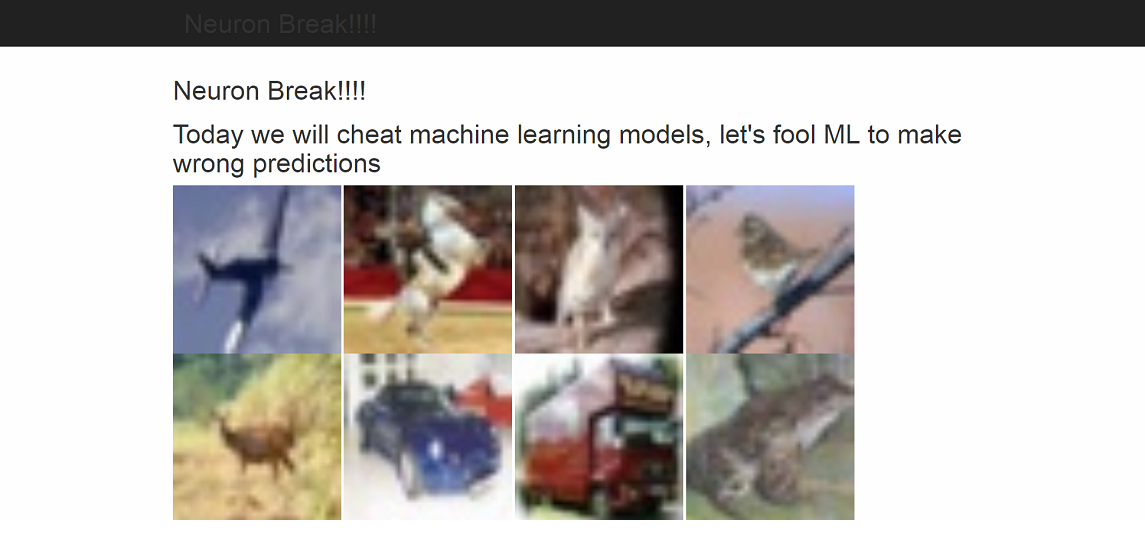 Neuron Break!!!!
Neuron Break!!!!
Today we will cheat machine learning models, let's fool ML to make
wrong predictions